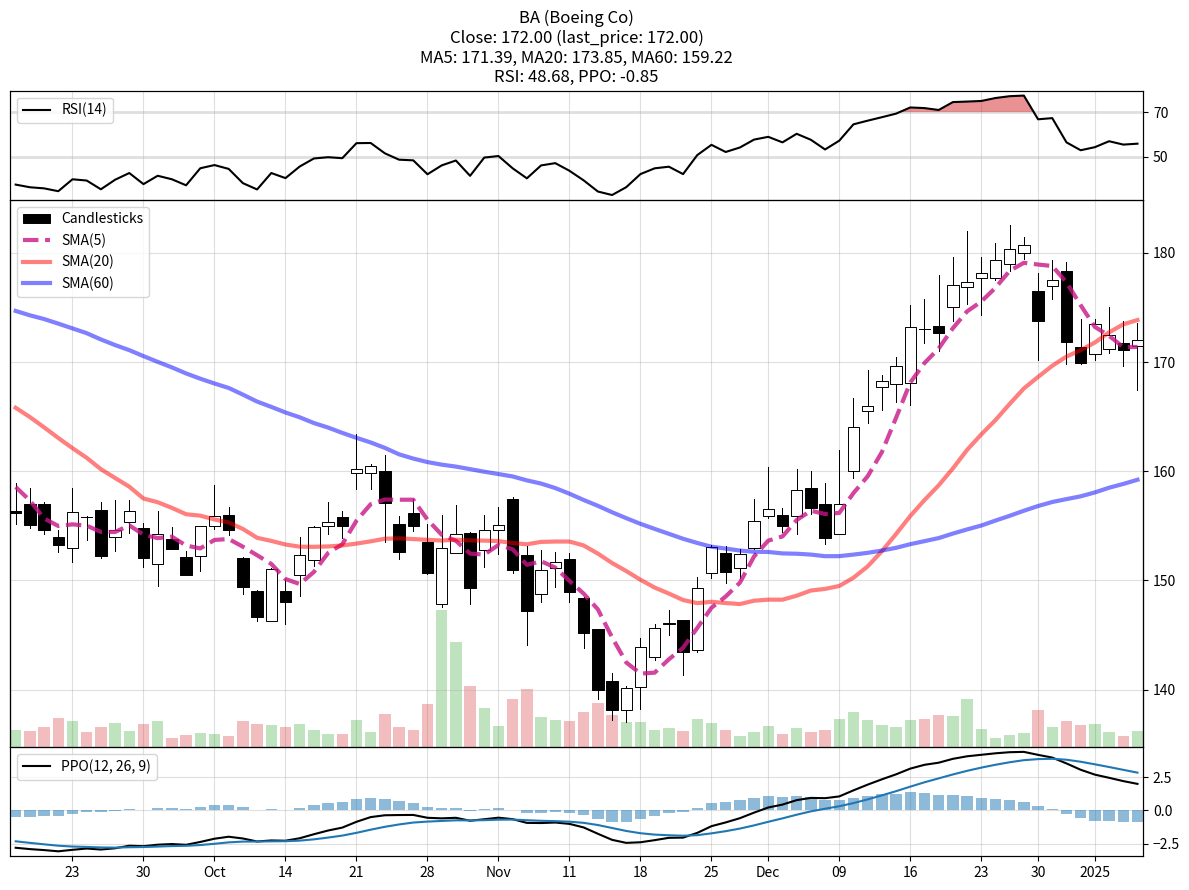 BA (Boeing Co)
Close: 172.00 (last_price: 172.00)
MA5: 171.39, MA20: 173.85, MA60: 159.22
RSI: 48.68, PPO: -0.85
RSI(14)
70
50
Candlesticks
SMA(5)
SMA(20)
SMA(60)
180
170
160
150
140
PPO(12, 26, 9)
2.5
0.0
−2.5
23 30 Oct 14 21 28 Nov 11 18 25 Dec 09 16 23 30 2025